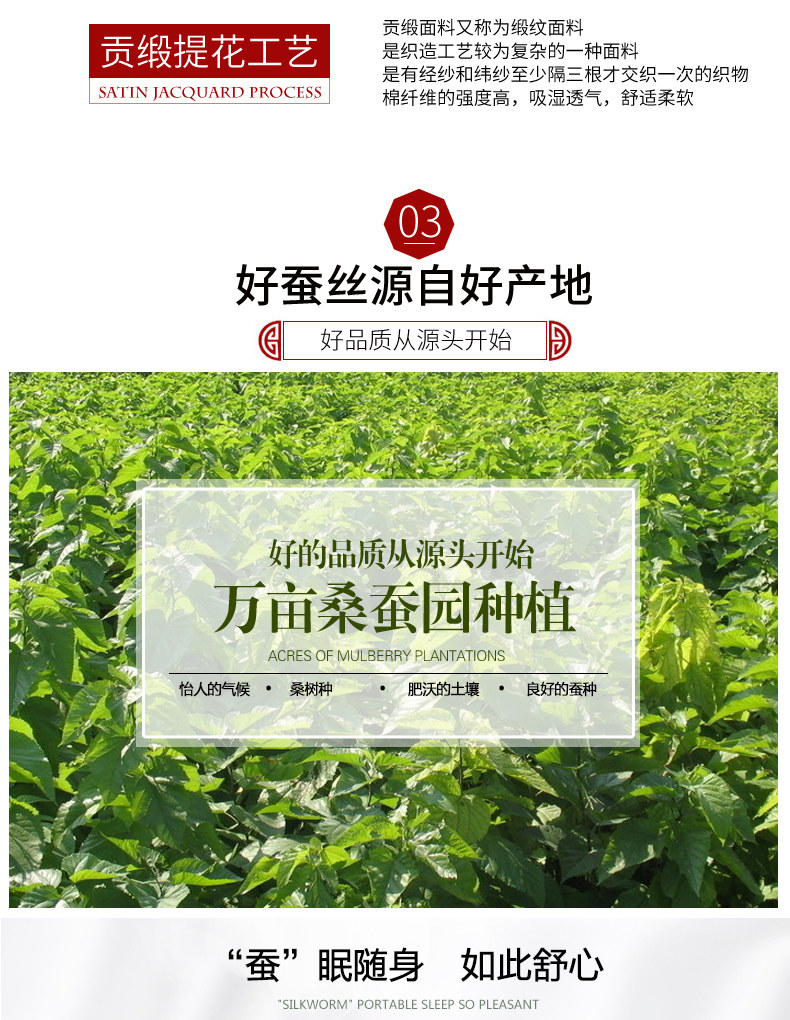 贡缎提花工艺
SATIN JACQUARD PROCESS
贡缎面料又称为缎纹面料
是织造工艺较为复杂的一种面料
是有经纱和纬纱至少隔三根才交织一次的织物
棉纤维的强度高，吸湿透气，舒适柔软
03
好蚕丝源自好产地
好品质从源头开始
好的品质从源头开始
万亩桑蚕园种植
ACRES OF MULBERRY PLANTATIONS
怡人的气候 • 桑树种 • 肥沃的土壤 • 良好的蚕种
“蚕”眠随身 如此舒心
"SILKWORM" PORTABLE SLEEP SO PLEASANT